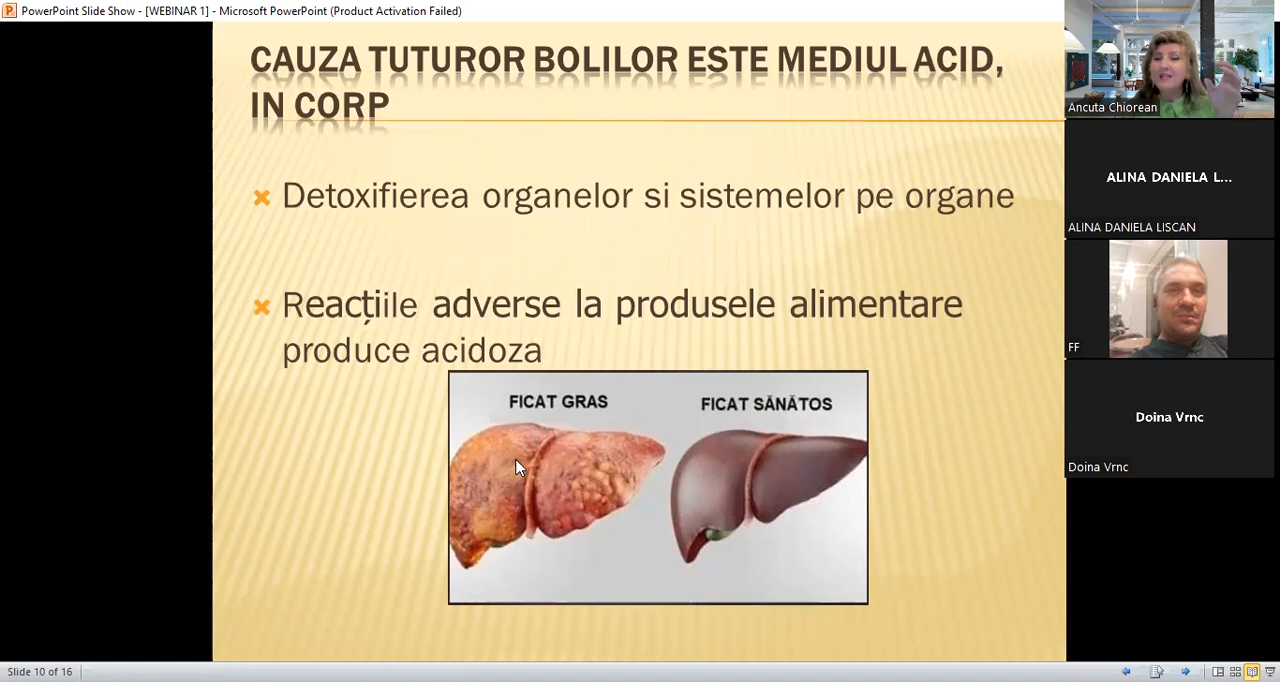 PowerPoint Slide Show - [WEBINAR 1] - Microsoft PowerPoint (Product Activation Failed)
CAUZA TUTUROR BOLILOR ESTE MEDIUL ACID,
IN CORP
Detoxifierea organelor si sistemelor pe organe
Reacțiile adverse la produsele alimentare
produce acidoza
FICAT GRAS
FICAT SĂNĂTOS
Ancuta Chiorean
ALINA DANIELA L...
ALINA DANIELA LISCAN
FF
Doina Vrnc
Doina Vrnc
Slide 10 of 16